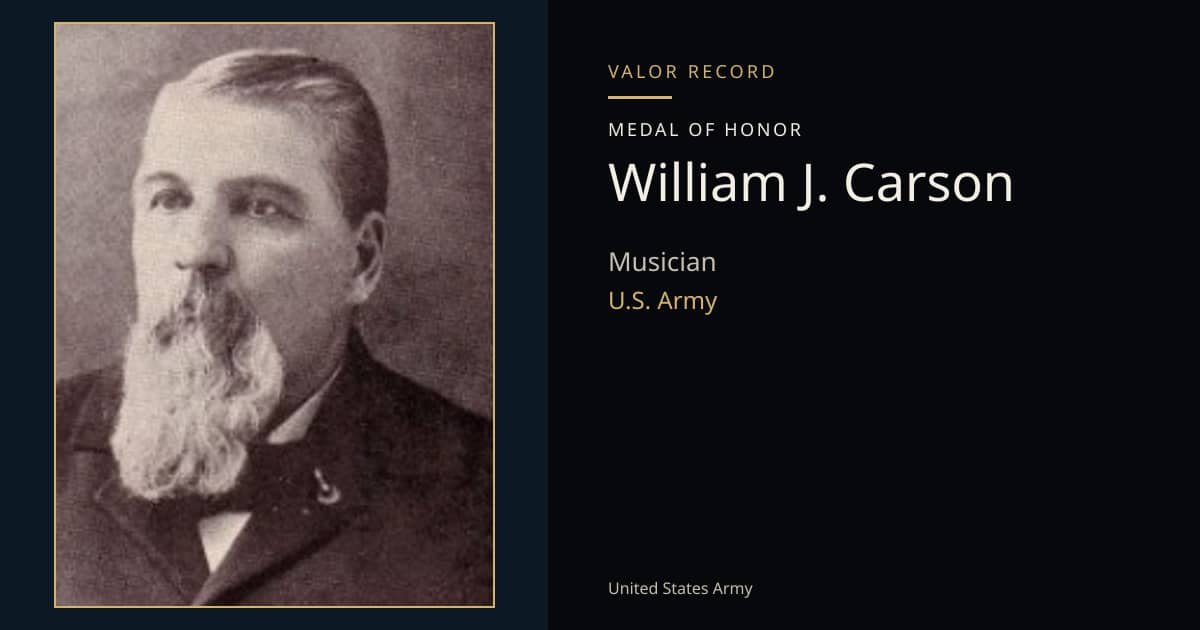 VALOR RECORD
MEDAL OF HONOR
William J. Carson
Musician
U.S. Army
United States Army